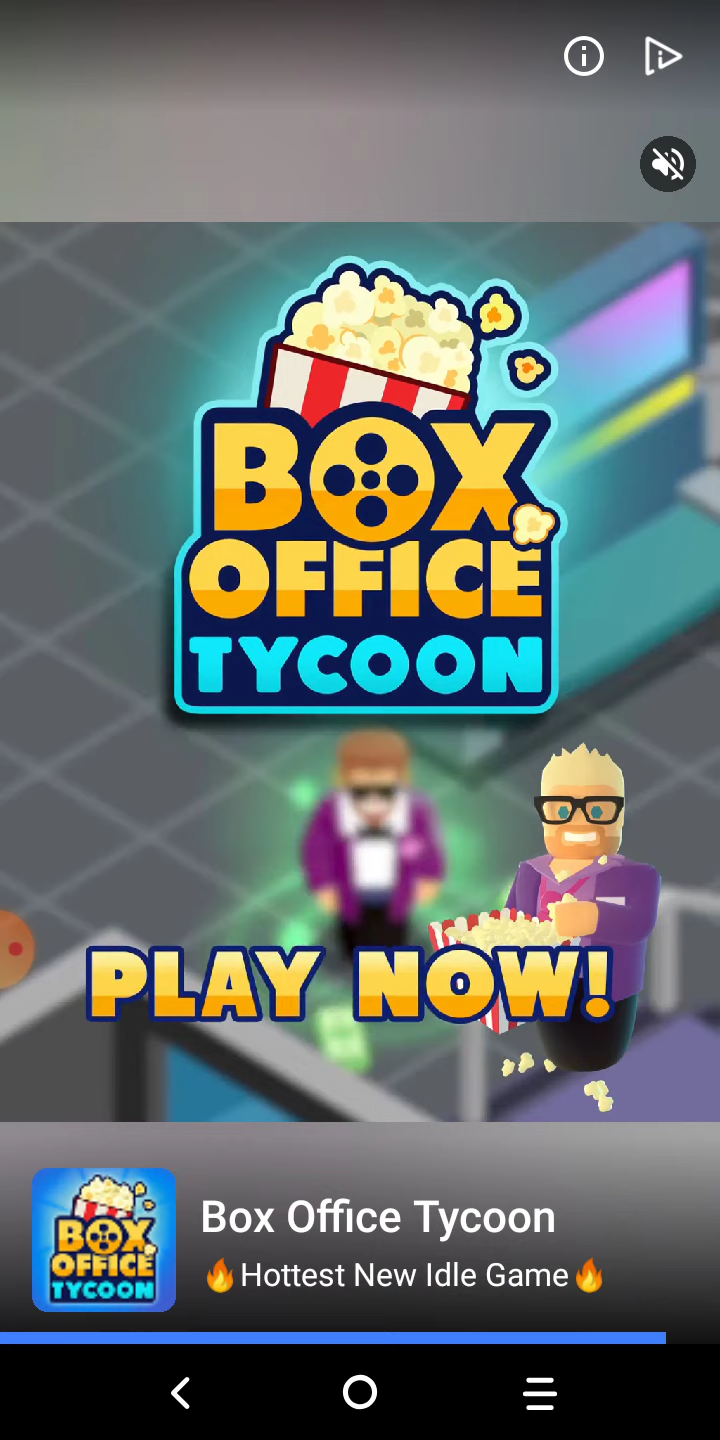 BOX
OFFICE
TYCOON
PLAY NOW!
BOX
OFFICE
TYCOON
Box Office Tycoon
🔥Hottest New Idle Game🔥